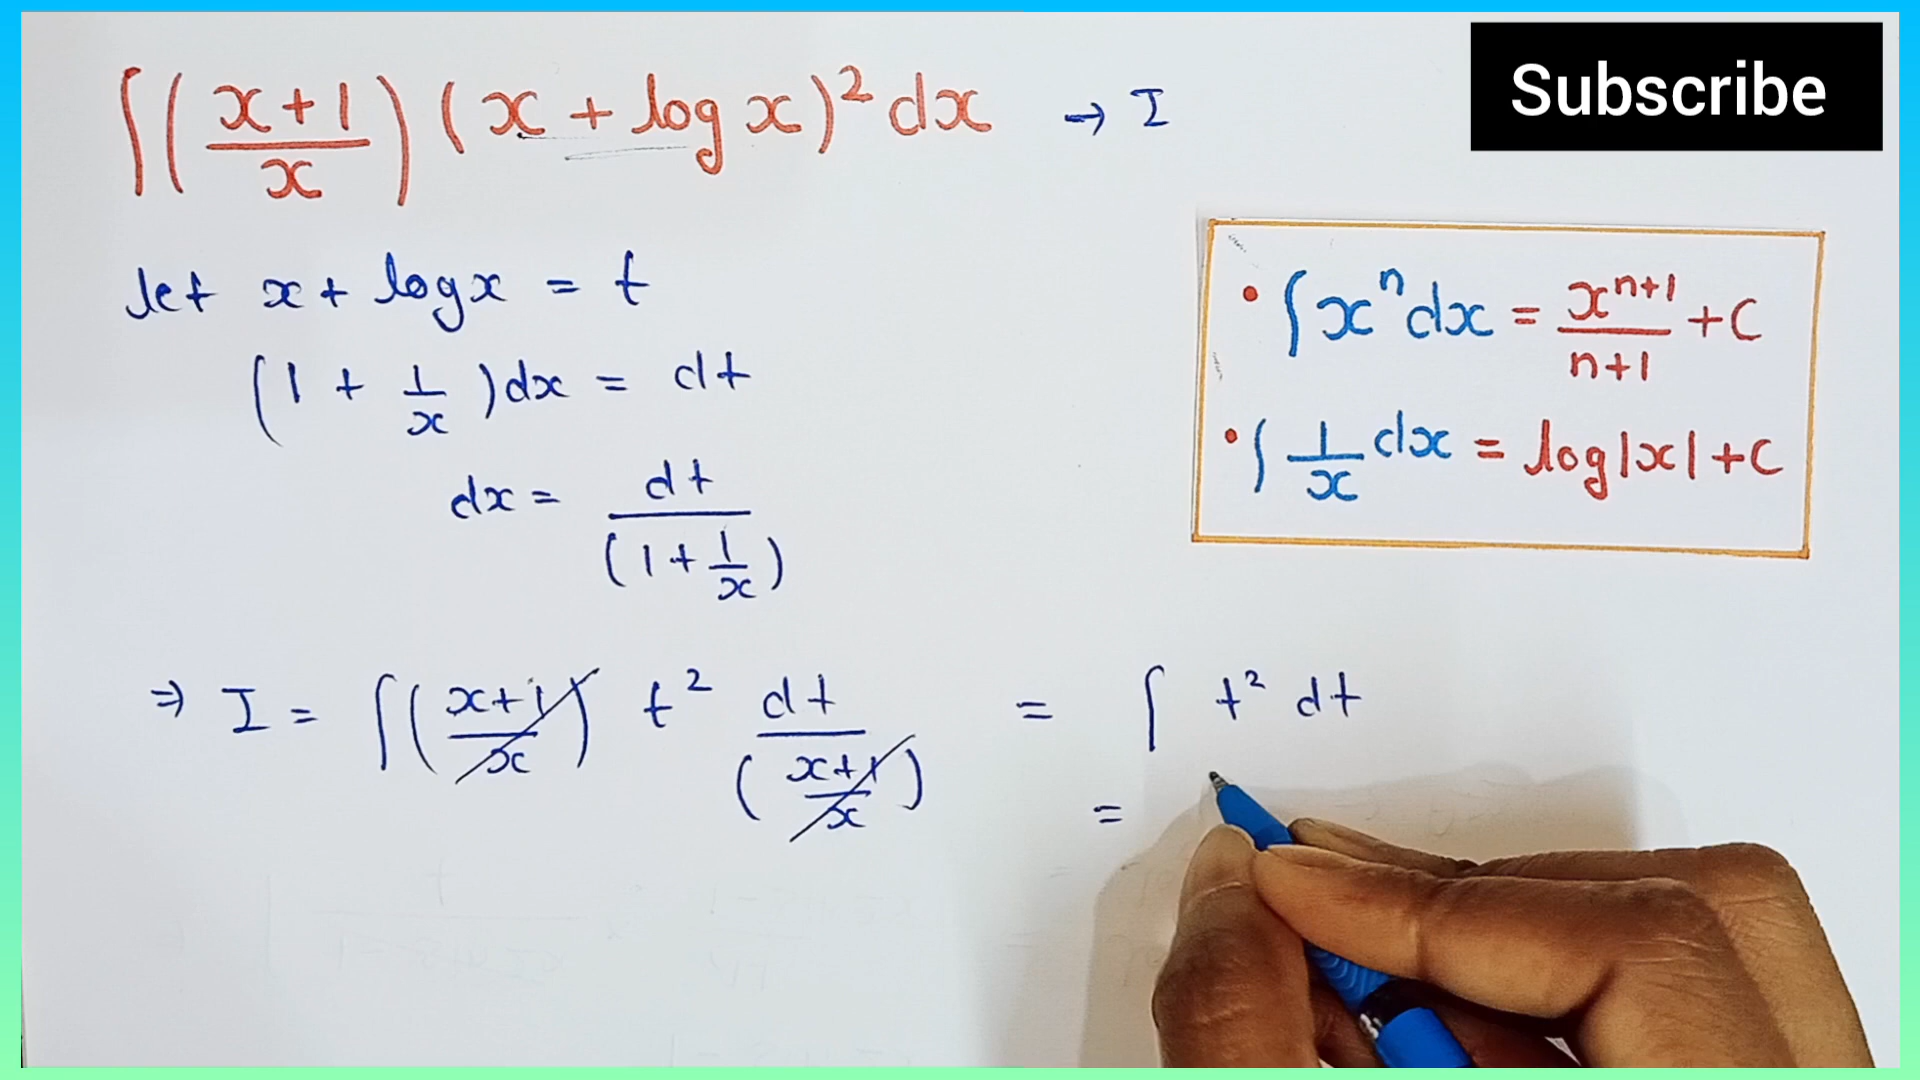 ∫ ((x+1)/x) (x + log x)² dx → I
Subscribe
let x + log x = t
(1 + 1/x) dx = dt
dx = dt/(1 + 1/x)
• ∫ xⁿ dx = xⁿ⁺¹/(n+1) + C
• ∫ 1/x dx = log|x| + C
⇒ I = ∫ ((x+1)/x) t² dt/((x+1)/x) = ∫ t² dt
=